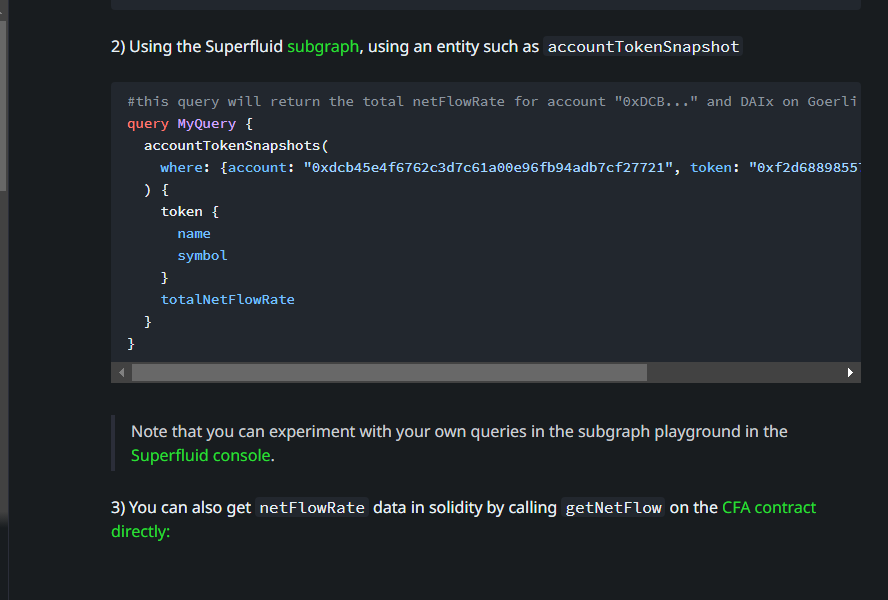 2) Using the Superfluid subgraph, using an entity such as accountTokenSnapshot
#this query will return the total netFlowRate for account "0xDCB..." and DAIx on Goerli
query MyQuery {
accountTokenSnapshots(
where: {account: "0xdcb45e4f6762c3d7c61a00e96fb94adb7cf27721", token: "0xf2d68898557
) {
token {
name
symbol
}
totalNetFlowRate
}
}
Note that you can experiment with your own queries in the subgraph playground in the
Superfluid console.
3) You can also get netFlowRate data in solidity by calling getNetFlow on the CFA contract
directly: